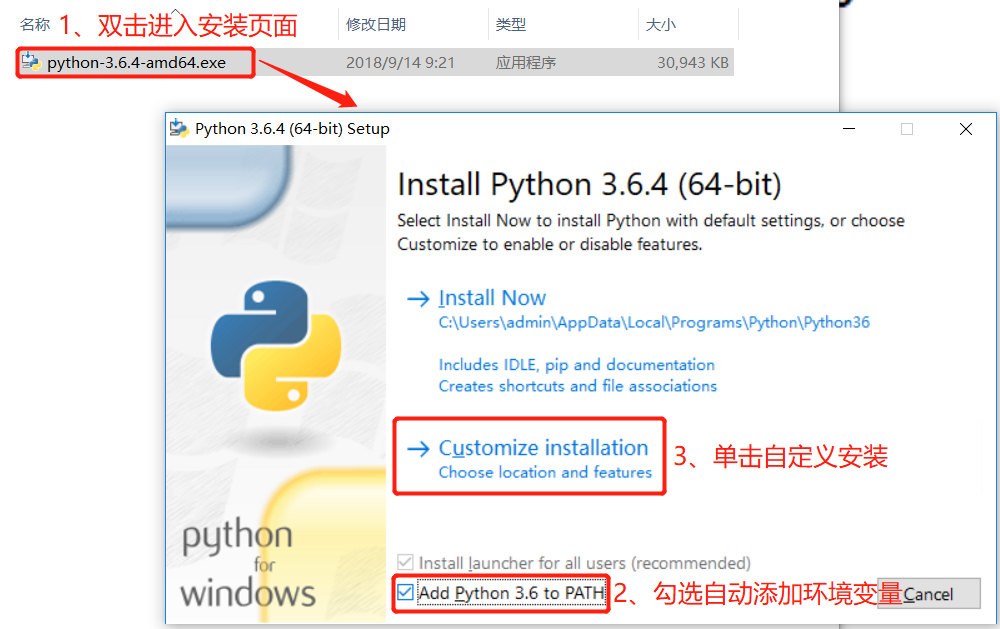 名称 1、双击进入安装页面 修改日期 类型 大小
python-3.6.4-amd64.exe 2018/9/14 9:21 应用程序 30,943 KB
Python 3.6.4 (64-bit) Setup
Install Python 3.6.4 (64-bit)
Select Install Now to install Python with default settings, or choose
Customize to enable or disable features.
Install Now
C:\Users\admin\AppData\Local\Programs\Python\Python36
Includes IDLE, pip and documentation
Creates shortcuts and file associations
Customize installation
Choose location and features
3、单击自定义安装
python
for
windows
Install launcher for all users (recommended)
Add Python 3.6 to PATH 2、勾选自动添加环境变量 Cancel